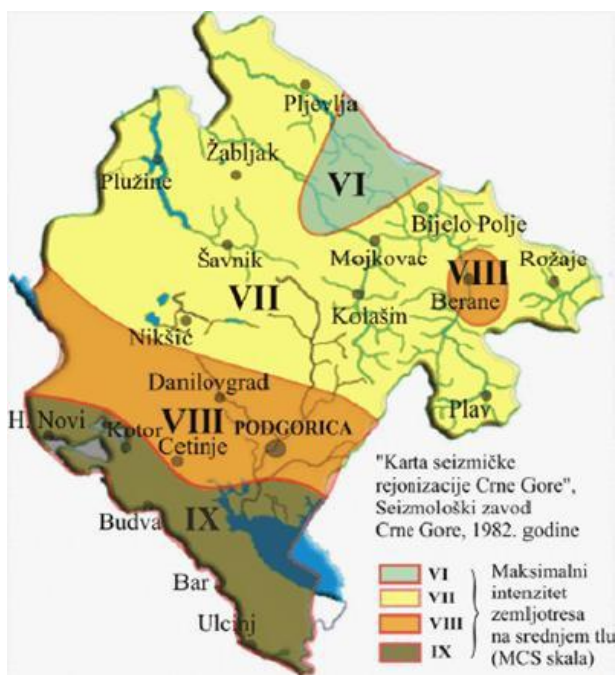 Pljevlja
Žabljak
Plužine
VI
Bijelo Polje
Šavnik
Mojkovac
VIII
Rožaje
VII
Berane
Kolašin
Nikšić
Danilovgrad
Plav
H. Novi
VIII
PODGORICA
Kotor
Cetinje
"Karta seizmičke
rejonizacije Crne Gore",
Seizmološki zavod
Crne Gore, 1982. godine
IX
Budva
Bar
Ulcinj
VI
VII
VIII
IX
Maksimalni
intenzitet
zemljotresa
na srednjem tlu
(MCS skala)